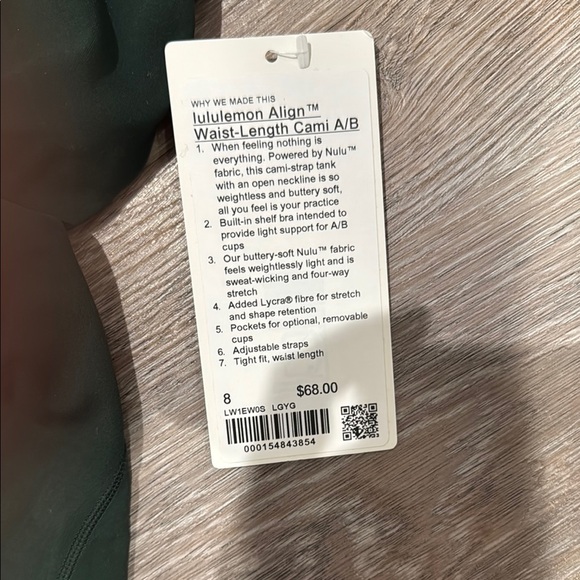 WHY WE MADE THIS
lululemon Align™
Waist-Length Cami A/B
1. When feeling nothing is
everything. Powered by Nulu™
fabric, this cami-strap tank
with an open neckline is so
weightless and buttery soft,
all you feel is your practice
2. Built-in shelf bra intended to
provide light support for A/B
cups
3. Our buttery-soft Nulu™ fabric
feels weightlessly light and is
sweat-wicking and four-way
stretch
4. Added Lycra® fibre for stretch
and shape retention
5. Pockets for optional, removable
cups
6. Adjustable straps
7. Tight fit, waist length
8 $68.00
LW1EW0S LGYG
000154843854